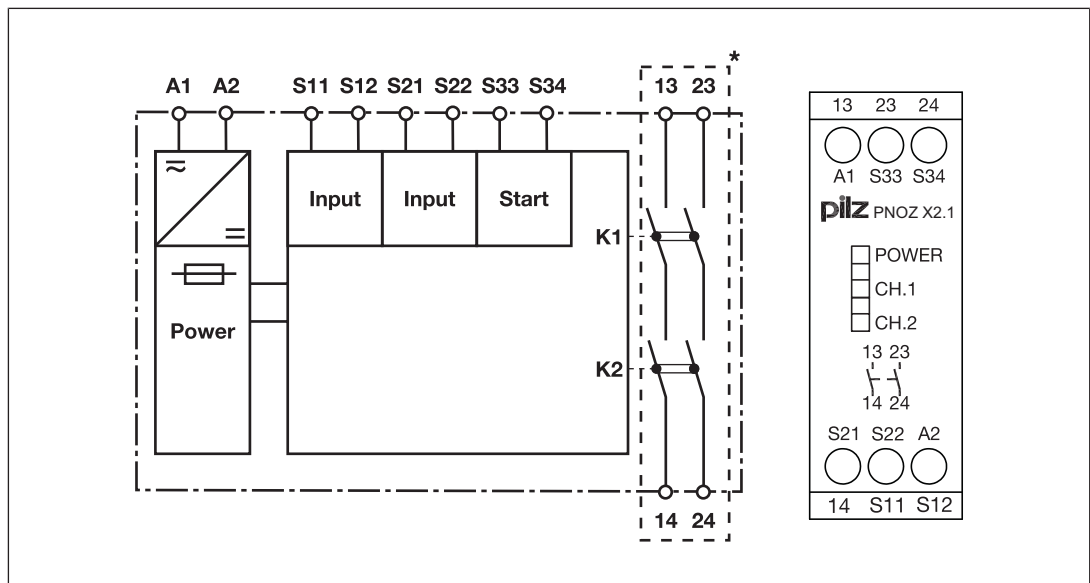 *
A1 A2 S11 S12 S21 S22 S33 S34 13 23
Input Input Start
K1
Power
K2
14 24
13 23 24
A1 S33 S34
pilz PNOZ X2.1
POWER
CH.1
CH.2
13 23
14 24
S21 S22 A2
14 S11 S12